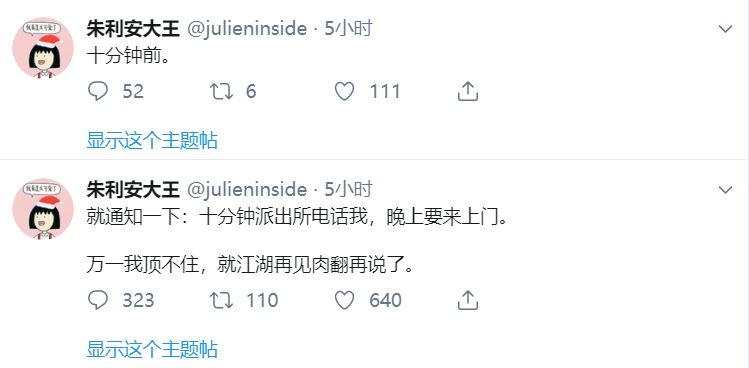 朱利安大王 @julieninside · 5小时
十分钟前。
52 6 111
显示这个主题帖
朱利安大王 @julieninside · 5小时
就通知一下：十分钟派出所电话我，晚上要来上门。
万一我顶不住，就江湖再见肉翻再说了。
323 110 640
显示这个主题帖